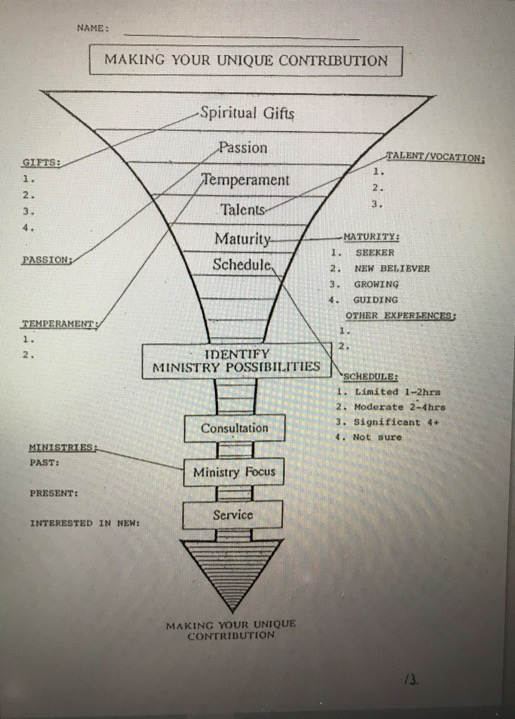 NAME:
MAKING YOUR UNIQUE CONTRIBUTION
Spiritual Gifts
Passion
Temperament
Talents
Maturity
Schedule
GIFTS:
1.
2.
3.
4.
PASSION:
TEMPERAMENT:
1.
2.
TALENT/VOCATION:
1.
2.
3.
MATURITY:
1. SEEKER
2. NEW BELIEVER
3. GROWING
4. GUIDING
OTHER EXPERIENCES:
1.
2.
IDENTIFY
MINISTRY POSSIBILITIES
SCHEDULE:
1. Limited 1-2hrs
2. Moderate 2-4hrs
3. Significant 4+
4. Not sure
Consultation
Ministry Focus
Service
MINISTRIES:
PAST:
PRESENT:
INTERESTED IN NEW:
MAKING YOUR UNIQUE
CONTRIBUTION
13.